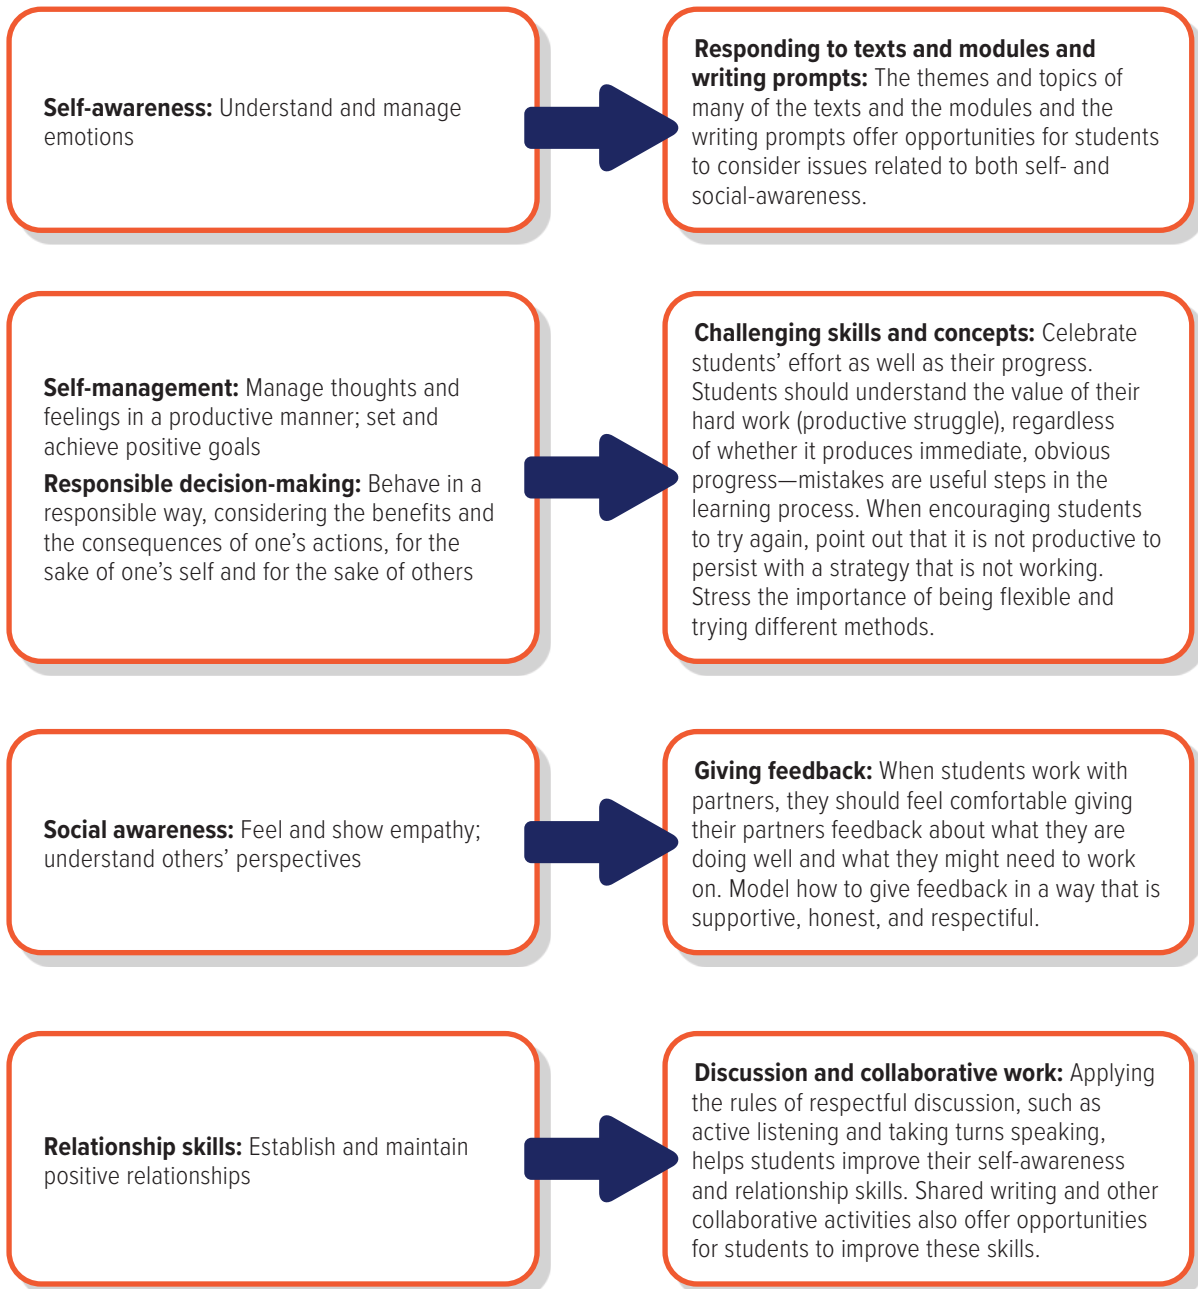 Self-awareness: Understand and manage
emotions
Responding to texts and modules and
writing prompts: The themes and topics of
many of the texts and the modules and the
writing prompts offer opportunities for students
to consider issues related to both self- and
social-awareness.
Self-management: Manage thoughts and
feelings in a productive manner; set and
achieve positive goals
Responsible decision-making: Behave in a
responsible way, considering the benefits and
the consequences of one’s actions, for the
sake of one’s self and for the sake of others
Challenging skills and concepts: Celebrate
students’ effort as well as their progress.
Students should understand the value of their
hard work (productive struggle), regardless
of whether it produces immediate, obvious
progress—mistakes are useful steps in the
learning process. When encouraging students
to try again, point out that it is not productive to
persist with a strategy that is not working.
Stress the importance of being flexible and
trying different methods.
Social awareness: Feel and show empathy;
understand others’ perspectives
Giving feedback: When students work with
partners, they should feel comfortable giving
their partners feedback about what they are
doing well and what they might need to work
on. Model how to give feedback in a way that is
supportive, honest, and respectiful.
Relationship skills: Establish and maintain
positive relationships
Discussion and collaborative work: Applying
the rules of respectful discussion, such as
active listening and taking turns speaking,
helps students improve their self-awareness
and relationship skills. Shared writing and other
collaborative activities also offer opportunities
for students to improve these skills.